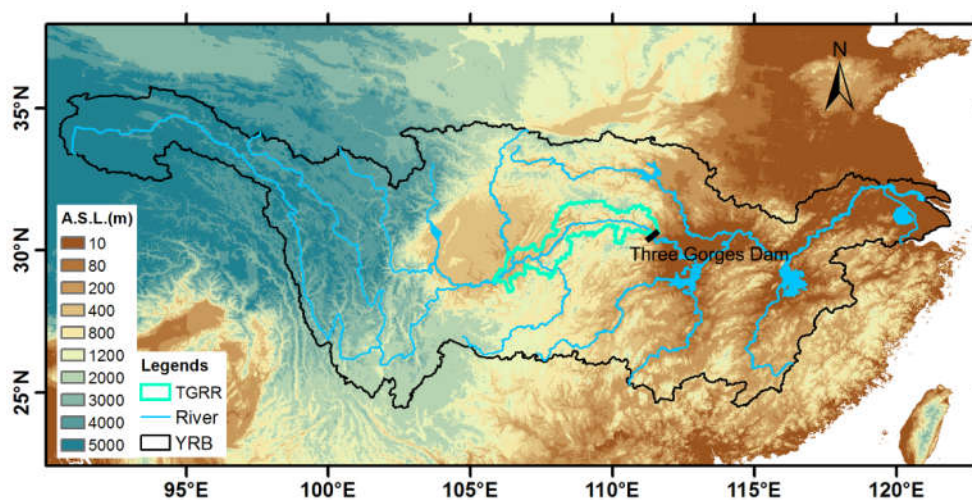 N
35°N
30°N
25°N
A.S.L.(m)
10
80
200
400
800
1200
2000
3000
4000
5000
Legends
TGRR
River
YRB
Three Gorges Dam
95°E
100°E
105°E
110°E
115°E
120°E